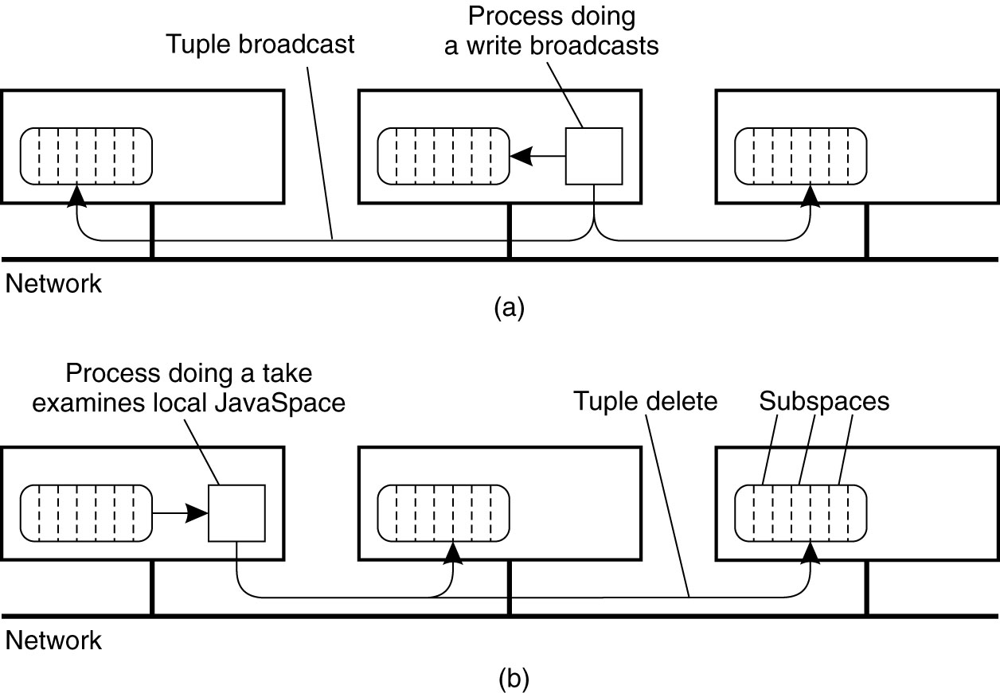 Process doing
a write broadcasts
Tuple broadcast
Network
(a)
Process doing a take
examines local JavaSpace
Tuple delete
Subspaces
Network
(b)